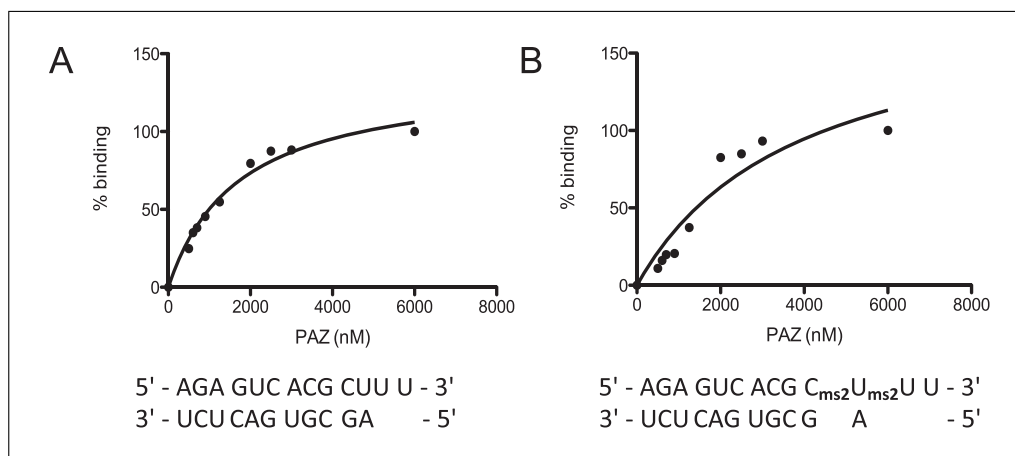 A
150
100
50
0
% binding
0 2000 4000 6000 8000
PAZ (nM)
5' - AGA GUC ACG CUU U - 3'
3' - UCU CAG UGC GA - 5'
B
150
100
50
0
% binding
0 2000 4000 6000 8000
PAZ (nM)
5' - AGA GUC ACG Cms2Ums2UU - 3'
3' - UCU CAG UGC G A - 5'